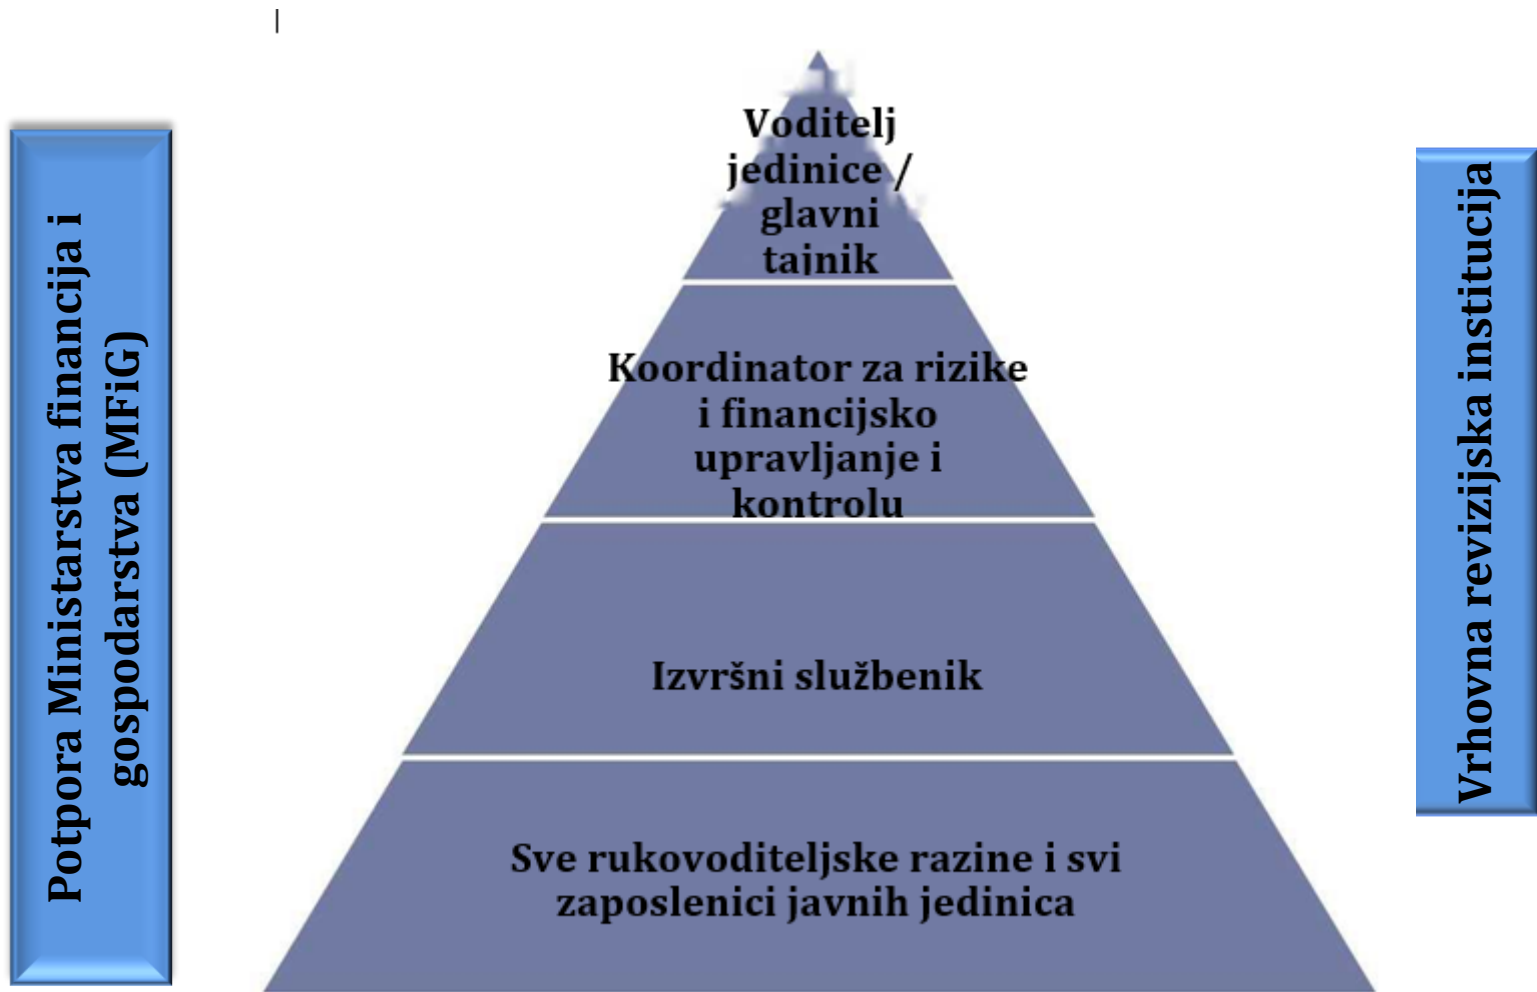 Potpora Ministarstva financija i
gospodarstva (MFiG)
Voditelj
jedinice /
glavni
tajnik
Koordinator za rizike
i financijsko
upravljanje i
kontrolu
Izvršni službenik
Sve rukovoditeljske razine i svi
zaposlenici javnih jedinica
Vrhovna revizijska institucija